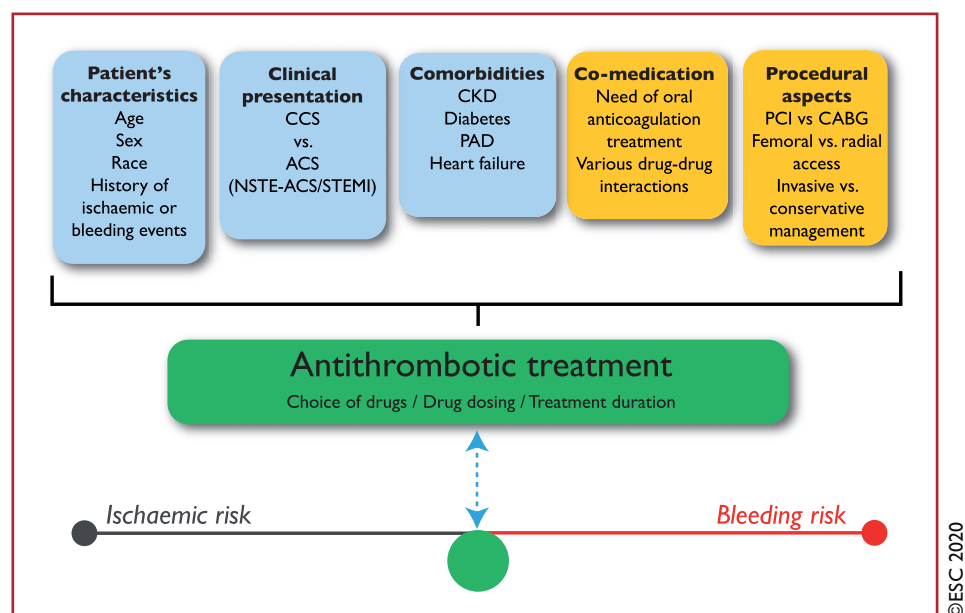 Patient's
characteristics
Age
Sex
Race
History of
ischaemic or
bleeding events
Clinical
presentation
CCS
vs.
ACS
(NSTE-ACS/STEMI)
Comorbidities
CKD
Diabetes
PAD
Heart failure
Co-medication
Need of oral
anticoagulation
treatment
Various drug-drug
interactions
Procedural
aspects
PCI vs CABG
Femoral vs. radial
access
Invasive vs.
conservative
management
Antithrombotic treatment
Choice of drugs / Drug dosing / Treatment duration
Ischaemic risk
Bleeding risk
©ESC 2020